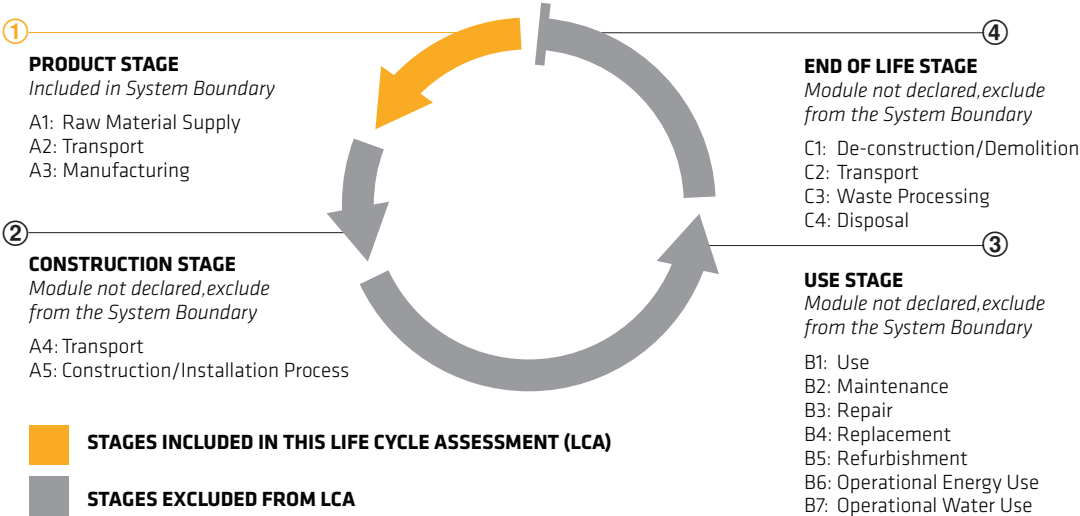 ①
PRODUCT STAGE
Included in System Boundary
A1: Raw Material Supply
A2: Transport
A3: Manufacturing
②
CONSTRUCTION STAGE
Module not declared,exclude
from the System Boundary
A4: Transport
A5: Construction/Installation Process
④
END OF LIFE STAGE
Module not declared,exclude
from the System Boundary
C1: De-construction/Demolition
C2: Transport
C3: Waste Processing
C4: Disposal
③
USE STAGE
Module not declared,exclude
from the System Boundary
B1: Use
B2: Maintenance
B3: Repair
B4: Replacement
B5: Refurbishment
B6: Operational Energy Use
B7: Operational Water Use
STAGES INCLUDED IN THIS LIFE CYCLE ASSESSMENT (LCA)
STAGES EXCLUDED FROM LCA